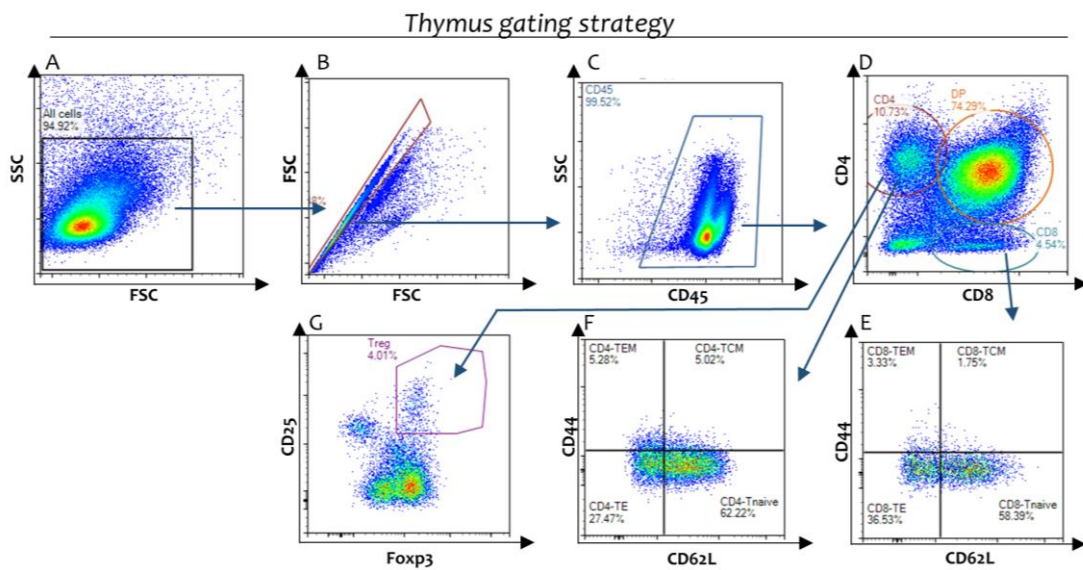 Thymus gating strategy
A
All cells
94.92%
SSC
FSC
B
FSC
FSC
C
CD45
99.52%
SSC
CD45
D
CD4
10.73%
DP
74.29%
CD8
4.54%
CD4
CD8
G
Treg
4.01%
CD25
Foxp3
F
CD4-TEM
5.28%
CD4-TCM
5.02%
CD4-TE
27.47%
CD4-Tnaive
62.22%
CD44
CD62L
E
CD8-TEM
3.33%
CD8-TCM
1.75%
CD8-TE
36.53%
CD8-Tnaive
58.39%
CD44
CD62L